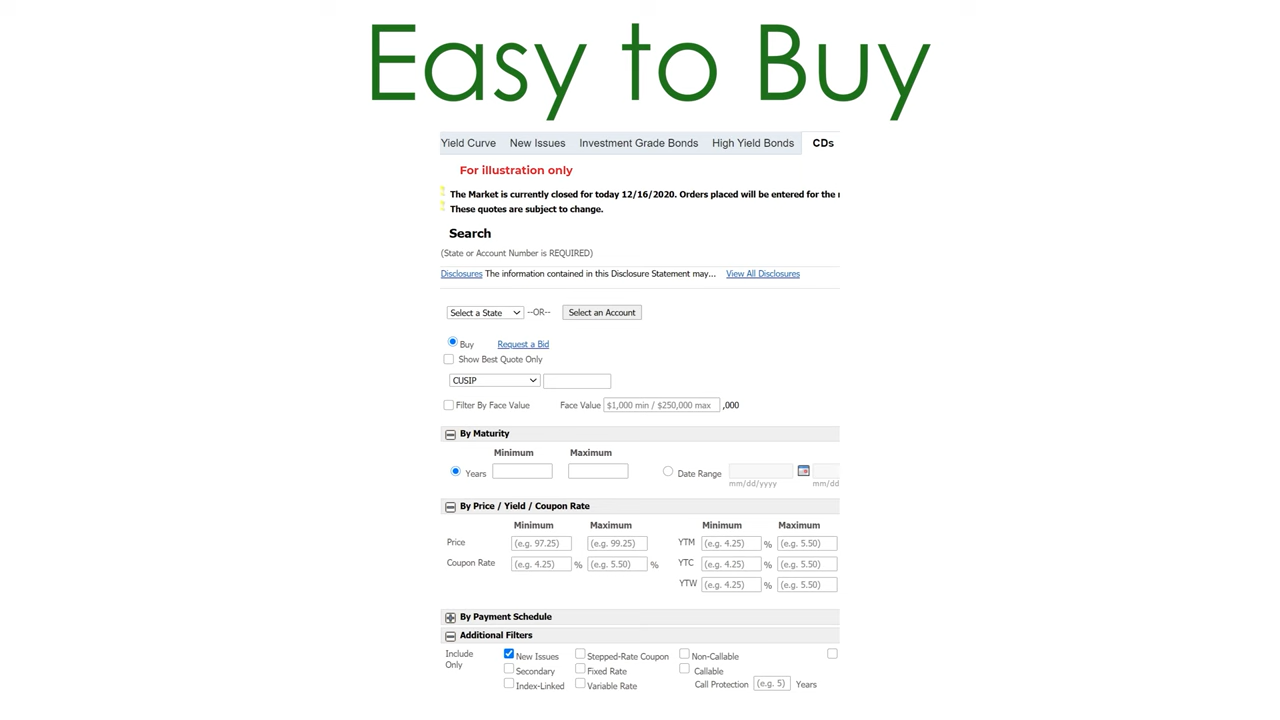 Easy to Buy
Yield Curve New Issues Investment Grade Bonds High Yield Bonds CDs
For illustration only
The Market is currently closed for today 12/16/2020. Orders placed will be entered for the
These quotes are subject to change.
Search
(State or Account Number is REQUIRED)
Disclosures The information contained in this Disclosure Statement may... View All Disclosures
Select a State --OR-- Select an Account
Buy Request a Bid
Show Best Quote Only
CUSIP
Filter By Face Value Face Value $1,000 min / $250,000 max ,000
By Maturity
Minimum Maximum
Years Date Range
mm/dd/yyyy mm/dd
By Price / Yield / Coupon Rate
Minimum Maximum Minimum Maximum
Price (e.g. 97.25) (e.g. 99.25) YTM (e.g. 4.25) % (e.g. 5.50)
Coupon Rate (e.g. 4.25) % (e.g. 5.50) % YTC (e.g. 4.25) % (e.g. 5.50)
YTW (e.g. 4.25) % (e.g. 5.50)
By Payment Schedule
Additional Filters
Include Only New Issues Stepped-Rate Coupon Non-Callable
Secondary Fixed Rate Callable
Index-Linked Variable Rate Call Protection (e.g. 5) Years